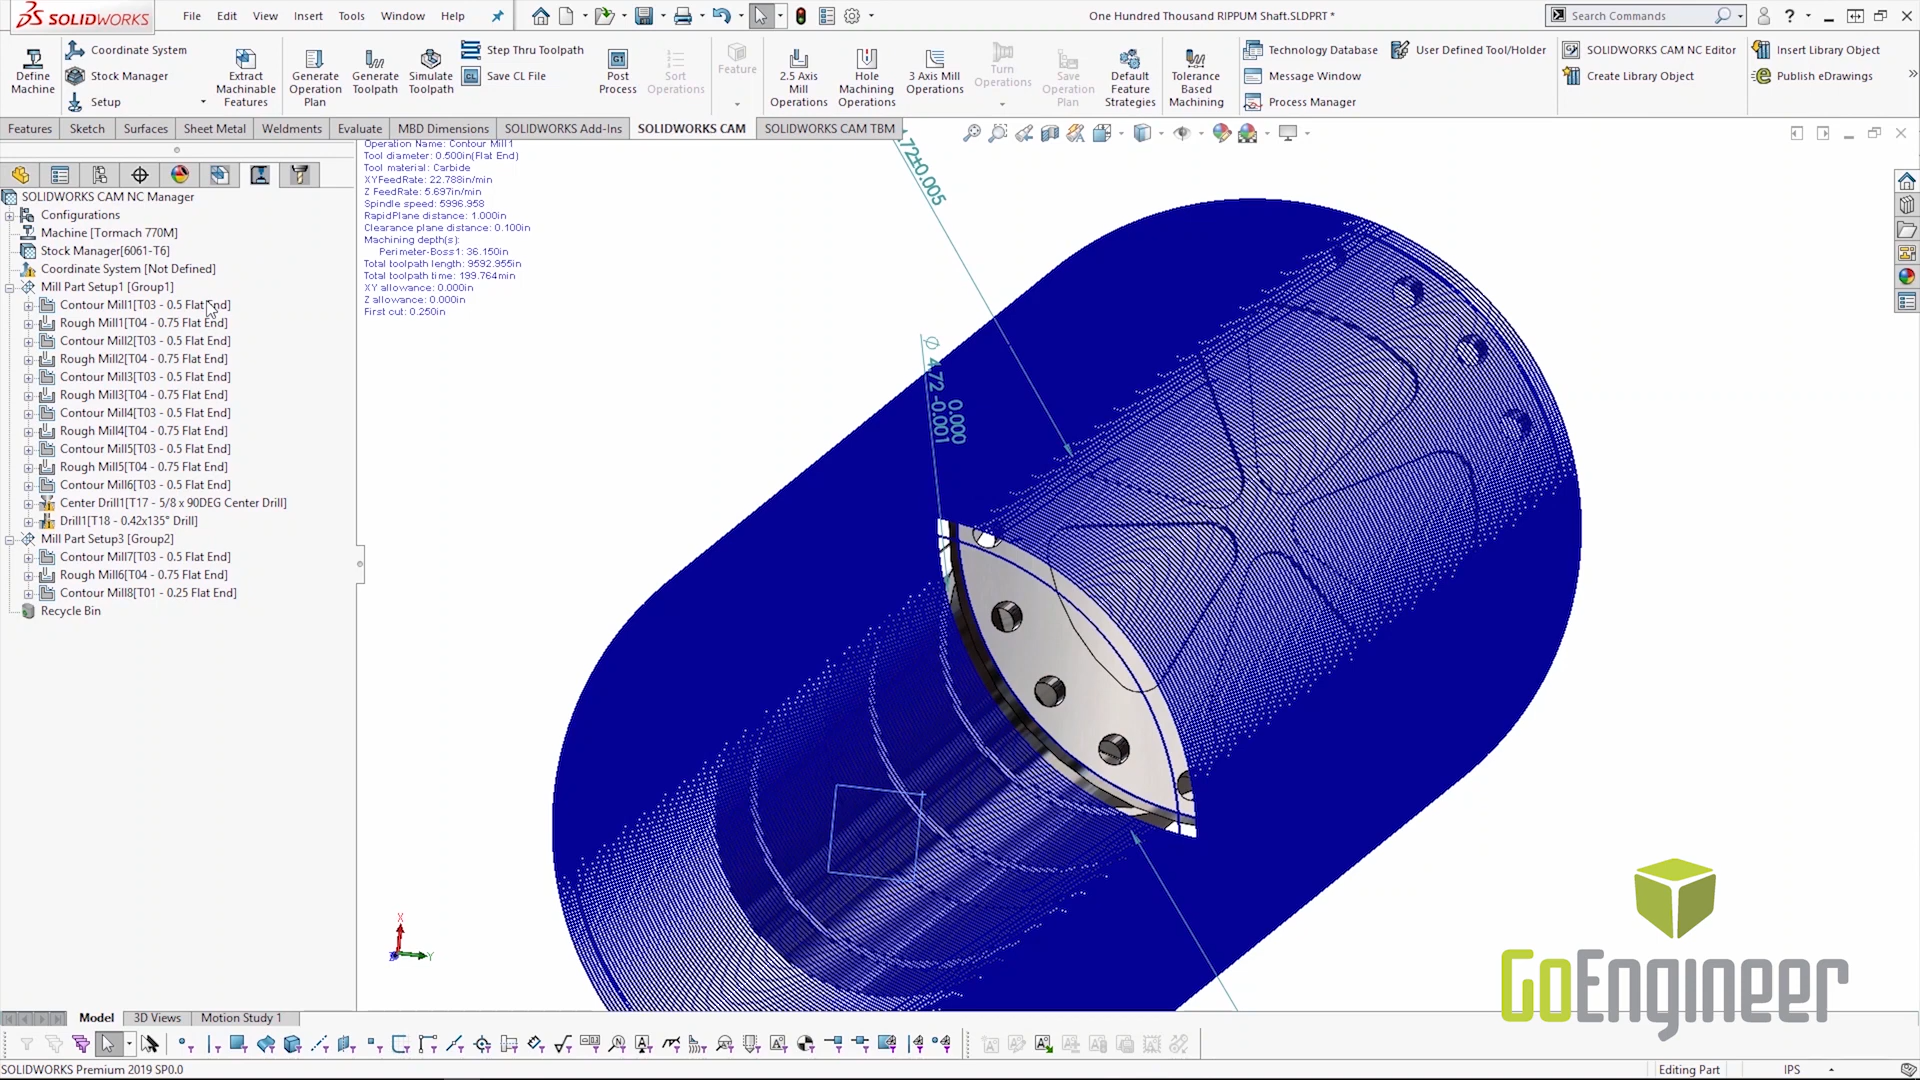 SOLIDWORKS
File Edit View Insert Tools Window Help
One Hundred Thousand RIPPUM Shaft.SLDPRT *
Search Commands
Define Machine
Coordinate System
Stock Manager
Setup
Extract Machinable Features
Generate Operation Plan
Generate Toolpath
Simulate Toolpath
Step Thru Toolpath
Save CL File
Post Process
Sort Operations
Feature
2.5 Axis Mill Operations
Hole Machining Operations
3 Axis Mill Operations
Turn Operations
Save Operation Plan
Default Feature Strategies
Tolerance Based Machining
Technology Database
Message Window
Process Manager
User Defined Tool/Holder
SOLIDWORKS CAM NC Editor
Create Library Object
Insert Library Object
Publish eDrawings
Features Sketch Surfaces Sheet Metal Weldments Evaluate MBD Dimensions SOLIDWORKS Add-Ins SOLIDWORKS CAM SOLIDWORKS CAM TBM
SOLIDWORKS CAM NC Manager
Configurations
Machine [Tormach 770M]
Stock Manager[6061-T6]
Coordinate System [Not Defined]
Mill Part Setup1 [Group1]
Contour Mill1[T03 - 0.5 Flat End]
Rough Mill1[T04 - 0.75 Flat End]
Contour Mill2[T03 - 0.5 Flat End]
Rough Mill2[T04 - 0.75 Flat End]
Contour Mill3[T03 - 0.5 Flat End]
Rough Mill3[T04 - 0.75 Flat End]
Contour Mill4[T03 - 0.5 Flat End]
Rough Mill4[T04 - 0.75 Flat End]
Contour Mill5[T03 - 0.5 Flat End]
Rough Mill5[T04 - 0.75 Flat End]
Contour Mill6[T03 - 0.5 Flat End]
Center Drill1[T17 - 5/8 x 90DEG Center Drill]
Drill1[T18 - 0.42x135° Drill]
Mill Part Setup3 [Group2]
Contour Mill7[T03 - 0.5 Flat End]
Rough Mill6[T04 - 0.75 Flat End]
Contour Mill8[T01 - 0.25 Flat End]
Recycle Bin
Operation Name: Contour Mill1
Tool diameter: 0.500in(Flat End)
Tool material: Carbide
XYFeedRate: 22.788in/min
Z FeedRate: 5.697in/min
Spindle speed: 5996.958
RapidPlane distance: 1.000in
Clearance plane distance: 0.100in
Machining depth(s):
Perimeter-Boss1: 36.150in
Total toolpath length: 9592.955in
Total toolpath time: 199.764min
XY allowance: 0.000in
Z allowance: 0.000in
First cut: 0.250in
.72±0.005
⌀ 4.72 0.000 -0.001
X
Y
GoEngineer
Model 3D Views Motion Study 1
SOLIDWORKS Premium 2019 SP0.0
Editing Part
IPS